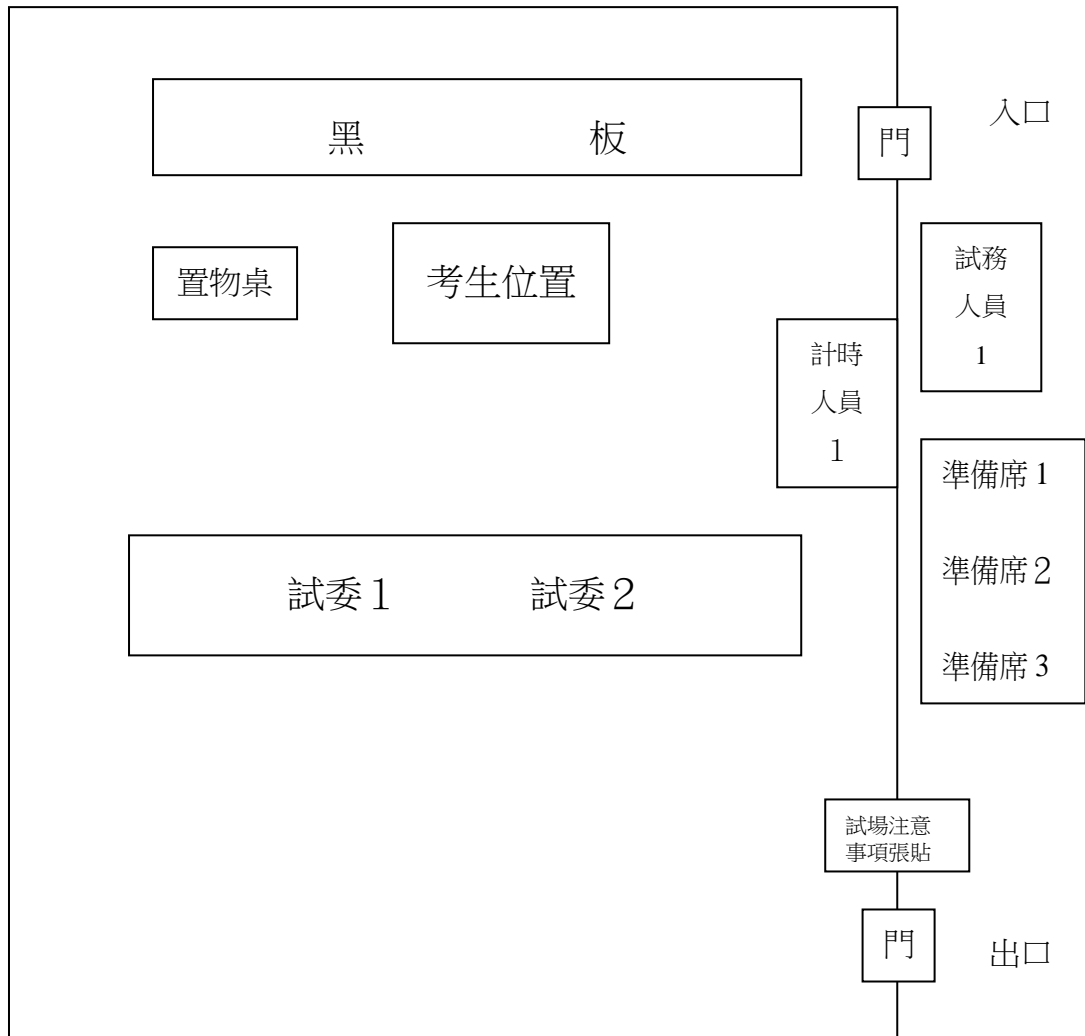 入口
黑 板
門
置物桌
考生位置
試務
人員
1
計時
人員
1
準備席 1
準備席２
準備席 3
試委１ 試委２
試場注意
事項張貼
門
出口